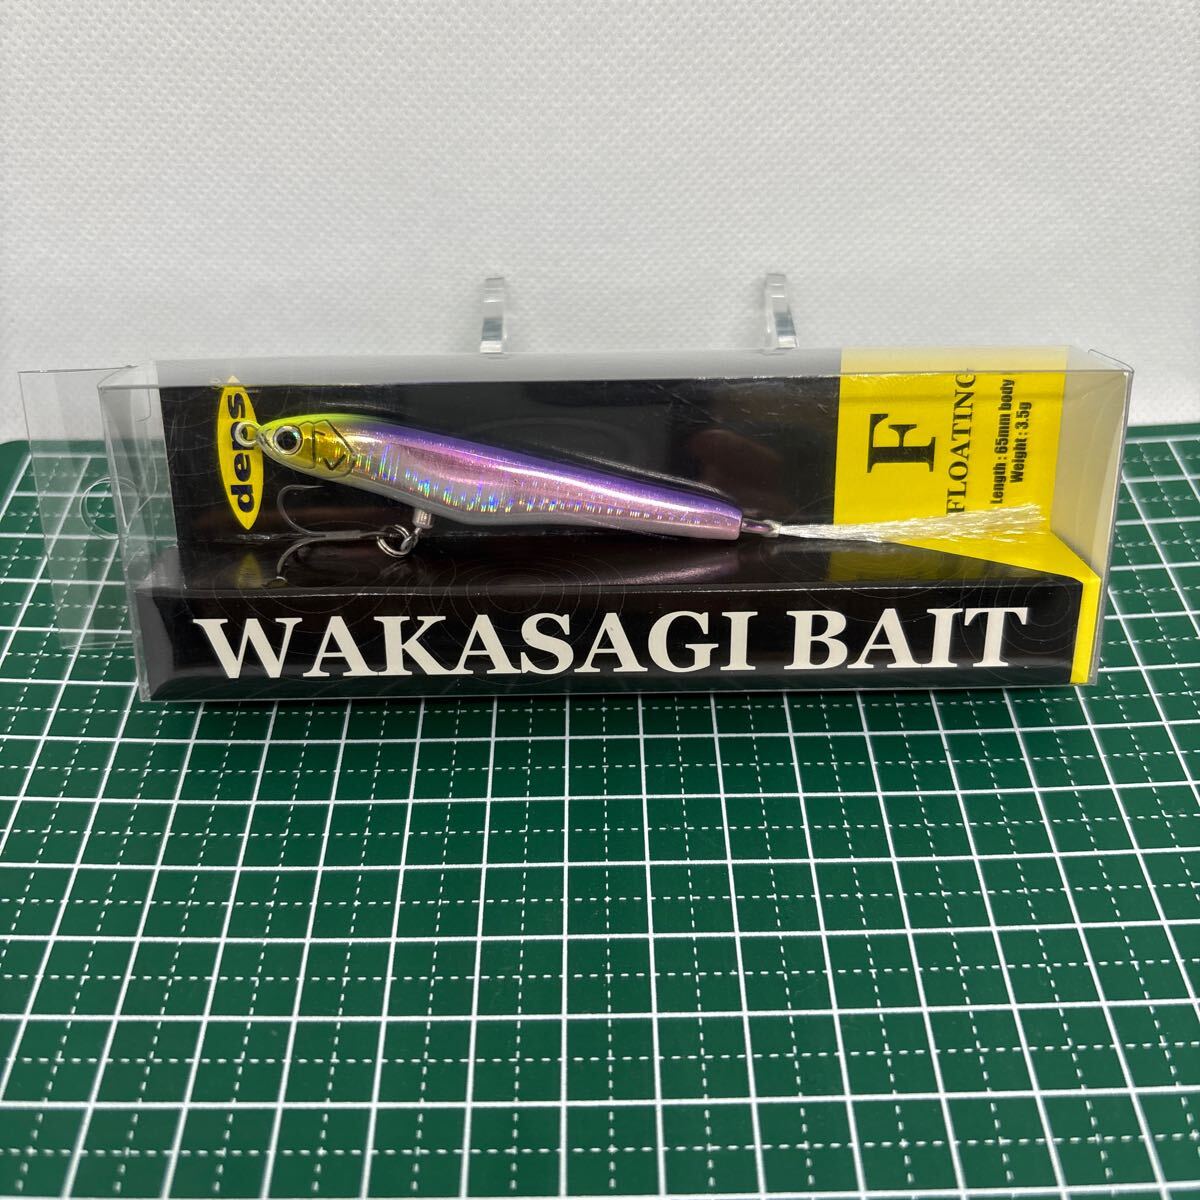 deps
F
FLOATING
Length : 65mm body
Weight : 3.5g
WAKASAGI BAIT